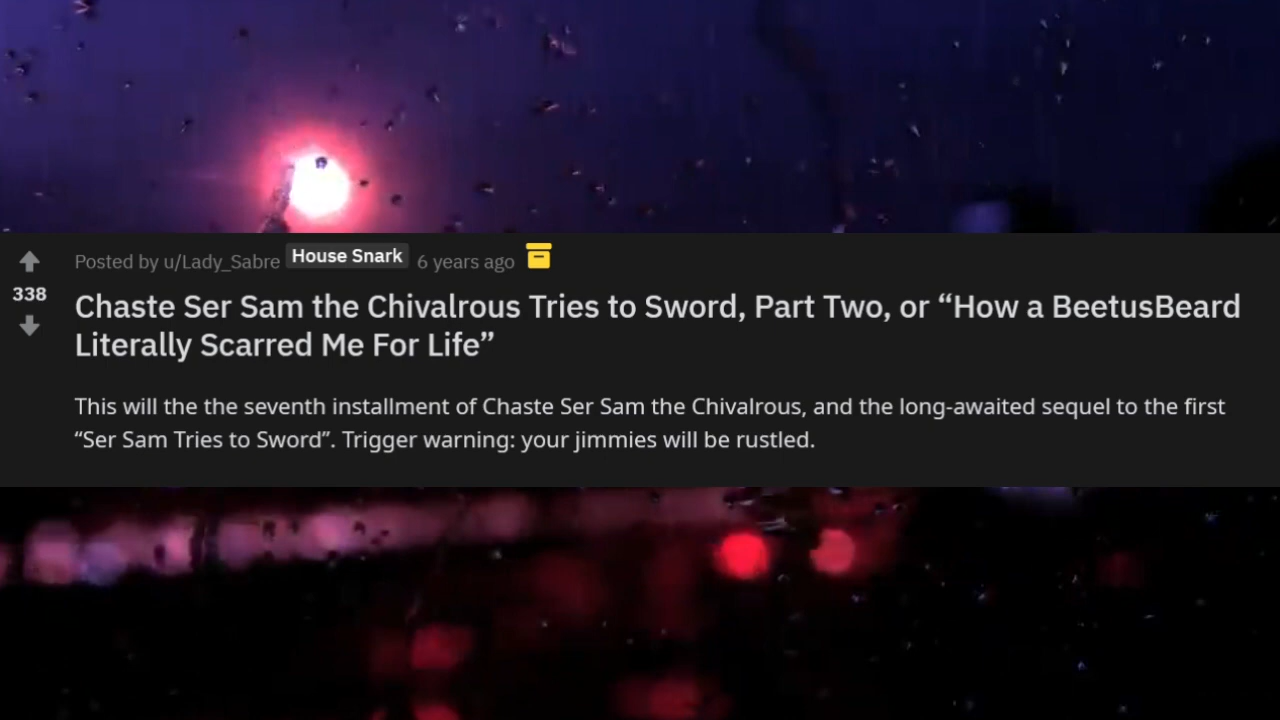 Posted by u/Lady_Sabre House Snark 6 years ago
338
Chaste Ser Sam the Chivalrous Tries to Sword, Part Two, or “How a BeetusBeard
Literally Scarred Me For Life”
This will the the seventh installment of Chaste Ser Sam the Chivalrous, and the long-awaited sequel to the first
“Ser Sam Tries to Sword”. Trigger warning: your jimmies will be rustled.